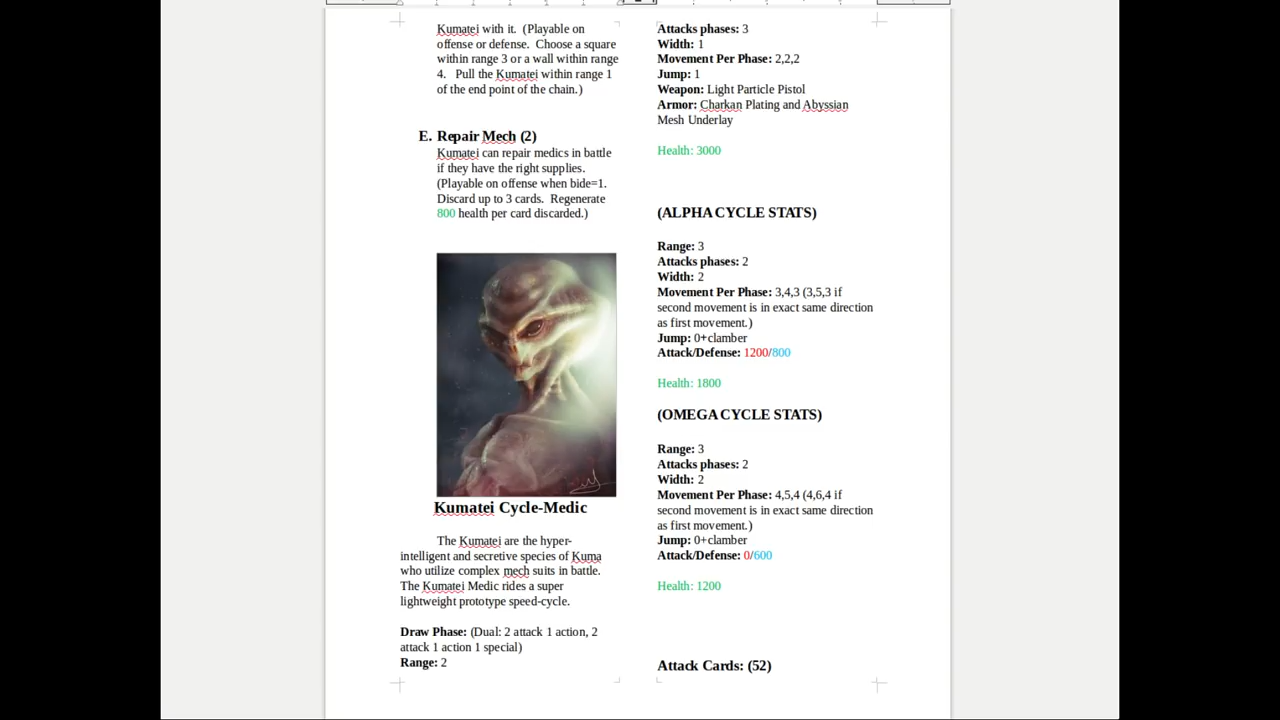 Kumatei with it.  (Playable on
offense or defense.  Choose a square
within range 3 or a wall within range
4.   Pull the Kumatei within range 1
of the end point of the chain.)
E. Repair Mech (2)
Kumatei can repair medics in battle
if they have the right supplies.
(Playable on offense when bide=1.
Discard up to 3 cards.  Regenerate
800 health per card discarded.)
Kumatei Cycle-Medic
The Kumatei are the hyper-
intelligent and secretive species of Kuma
who utilize complex mech suits in battle.
The Kumatei Medic rides a super
lightweight prototype speed-cycle.
Draw Phase: (Dual: 2 attack 1 action, 2
attack 1 action 1 special)
Range: 2
Attacks phases: 3
Width: 1
Movement Per Phase: 2,2,2
Jump: 1
Weapon: Light Particle Pistol
Armor: Charkan Plating and Abyssian
Mesh Underlay
Health: 3000
(ALPHA CYCLE STATS)
Range: 3
Attacks phases: 2
Width: 2
Movement Per Phase: 3,4,3 (3,5,3 if
second movement is in exact same direction
as first movement.)
Jump: 0+clamber
Attack/Defense: 1200/800
Health: 1800
(OMEGA CYCLE STATS)
Range: 3
Attacks phases: 2
Width: 2
Movement Per Phase: 4,5,4 (4,6,4 if
second movement is in exact same direction
as first movement.)
Jump: 0+clamber
Attack/Defense: 0/600
Health: 1200
Attack Cards: (52)